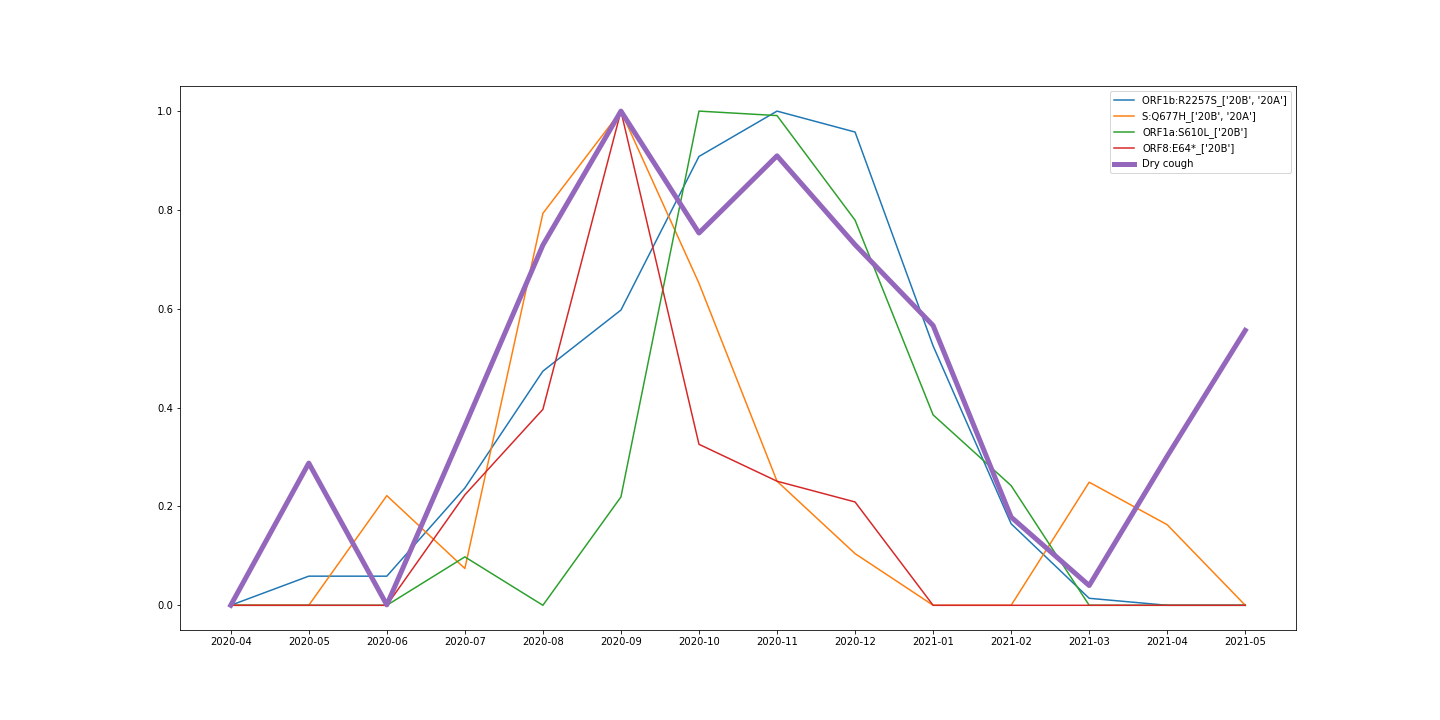 ORF1b:R2257S_['20B', '20A']
S:Q677H_['20B', '20A']
ORF1a:S610L_['20B']
ORF8:E64*_['20B']
Dry cough
1.0
0.8
0.6
0.4
0.2
0.0
2020-04 2020-05 2020-06 2020-07 2020-08 2020-09 2020-10 2020-11 2020-12 2021-01 2021-02 2021-03 2021-04 2021-05